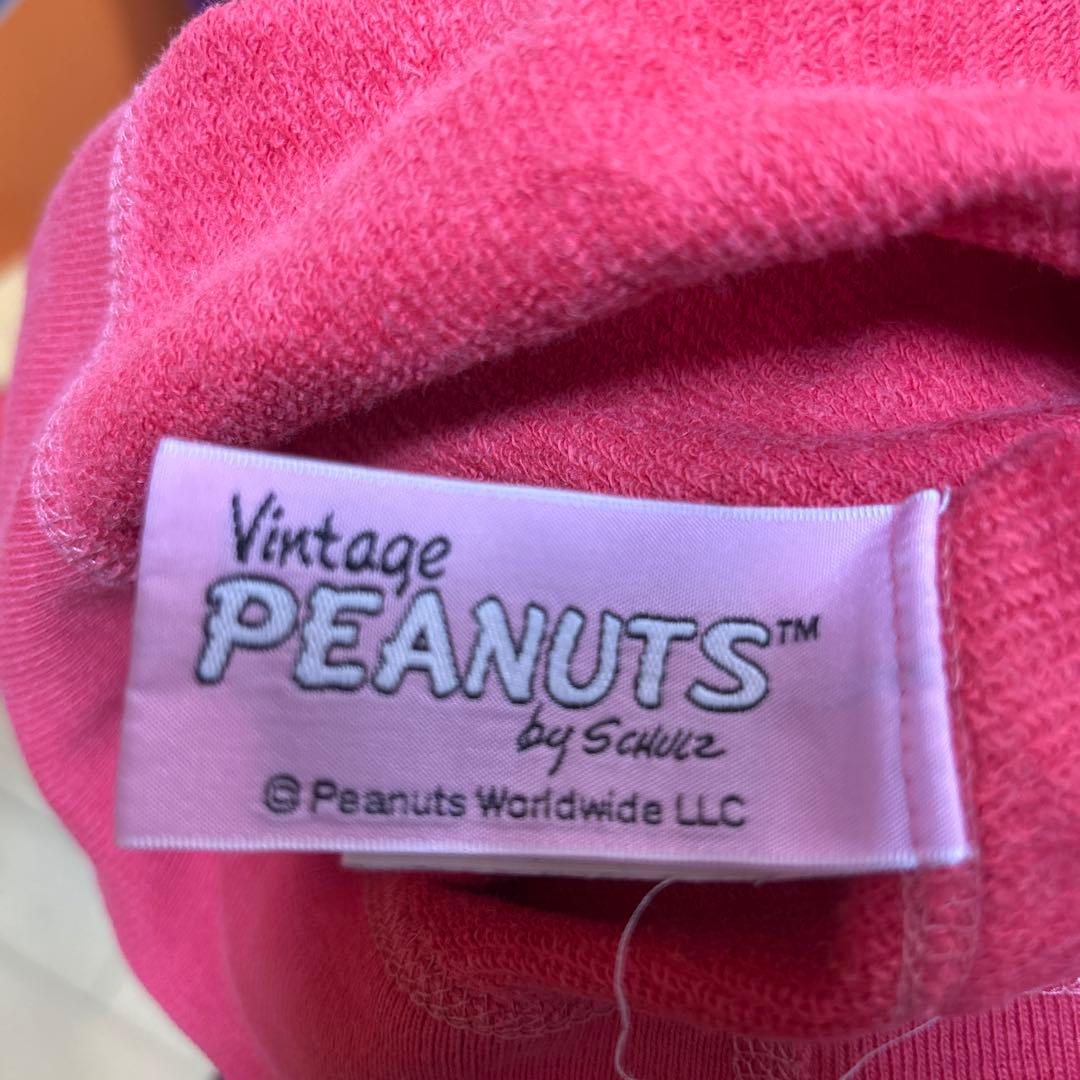 Vintage
PEANUTS™
by SCHULZ
© Peanuts Worldwide LLC